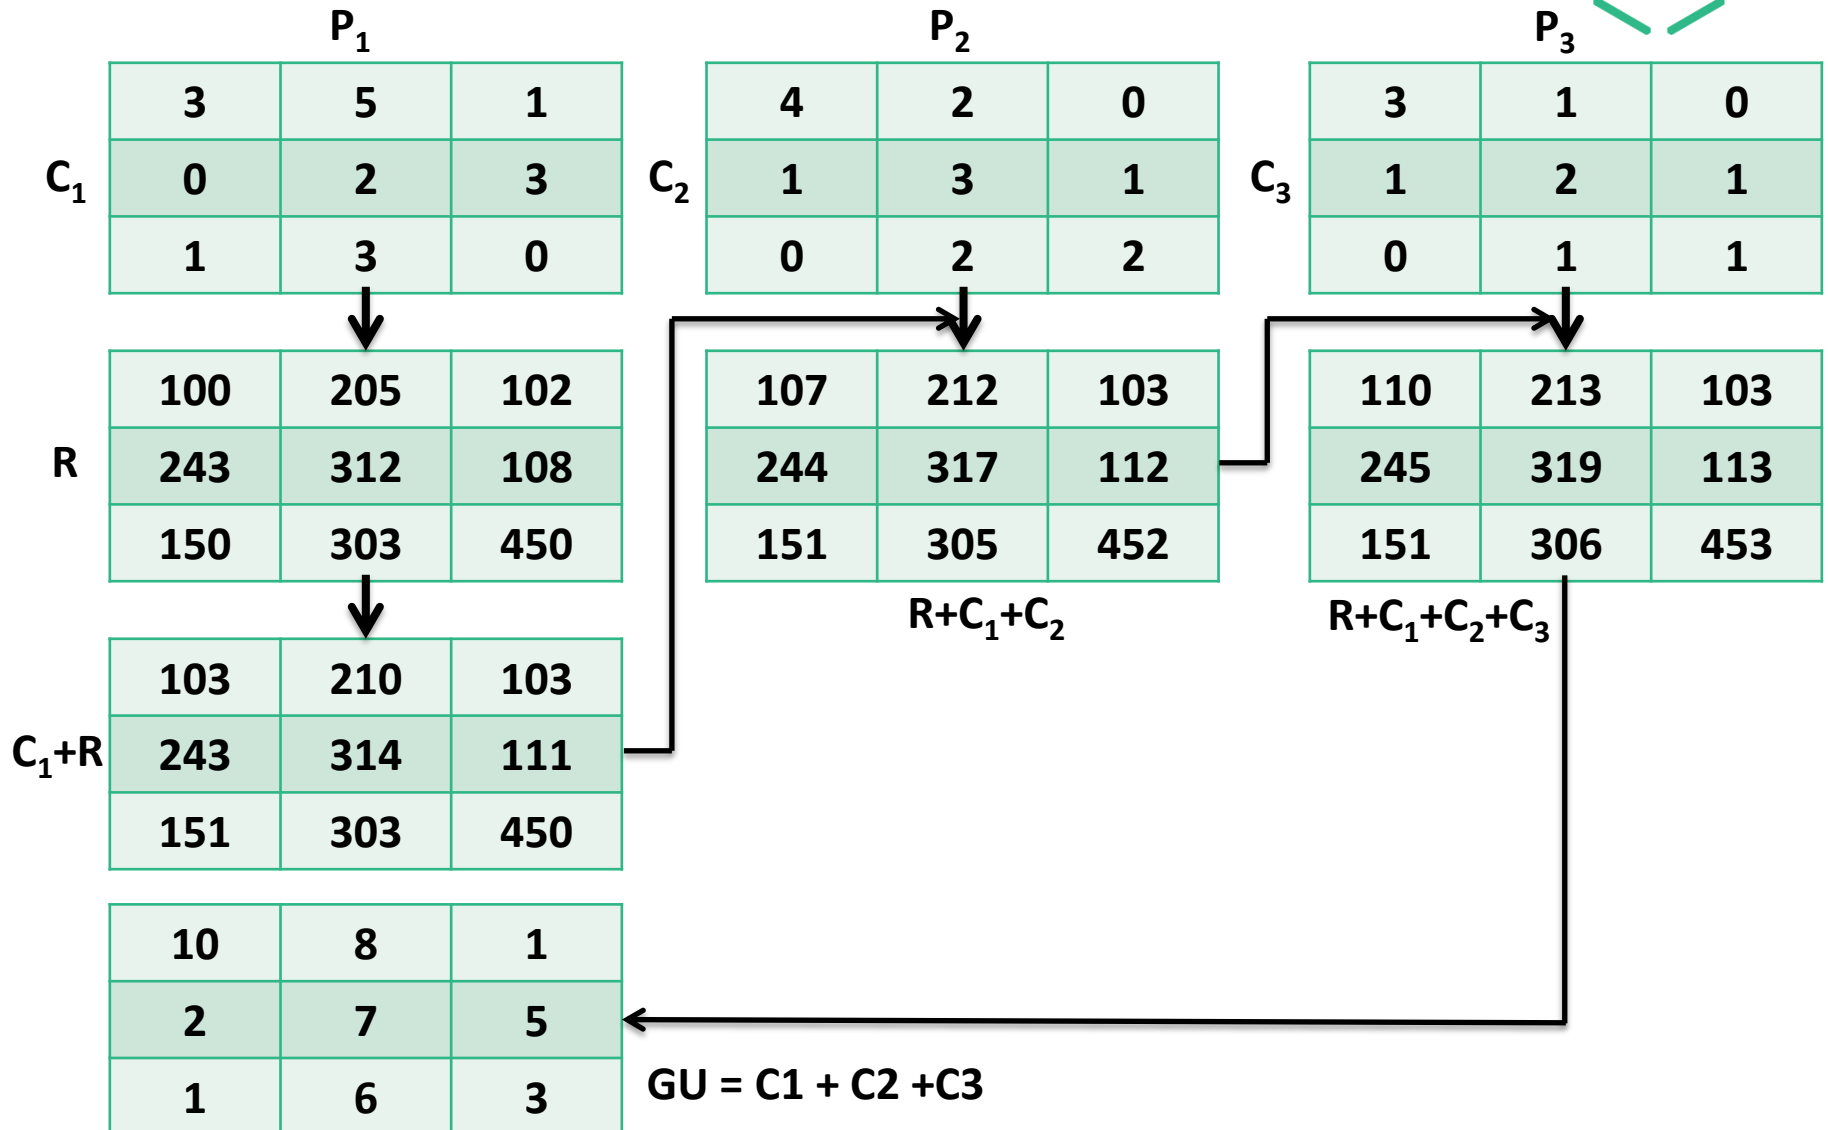 P1 P2 P3
3 5 1 4 2 0 3 1 0
C1 0 2 3 C2 1 3 1 C3 1 2 1
1 3 0 0 2 2 0 1 1
100 205 102 107 212 103 110 213 103
R 243 312 108 244 317 112 245 319 113
150 303 450 151 305 452 151 306 453
R+C1+C2 R+C1+C2+C3
103 210 103
C1+R 243 314 111
151 303 450
10 8 1
2 7 5
1 6 3
GU = C1 + C2 +C3